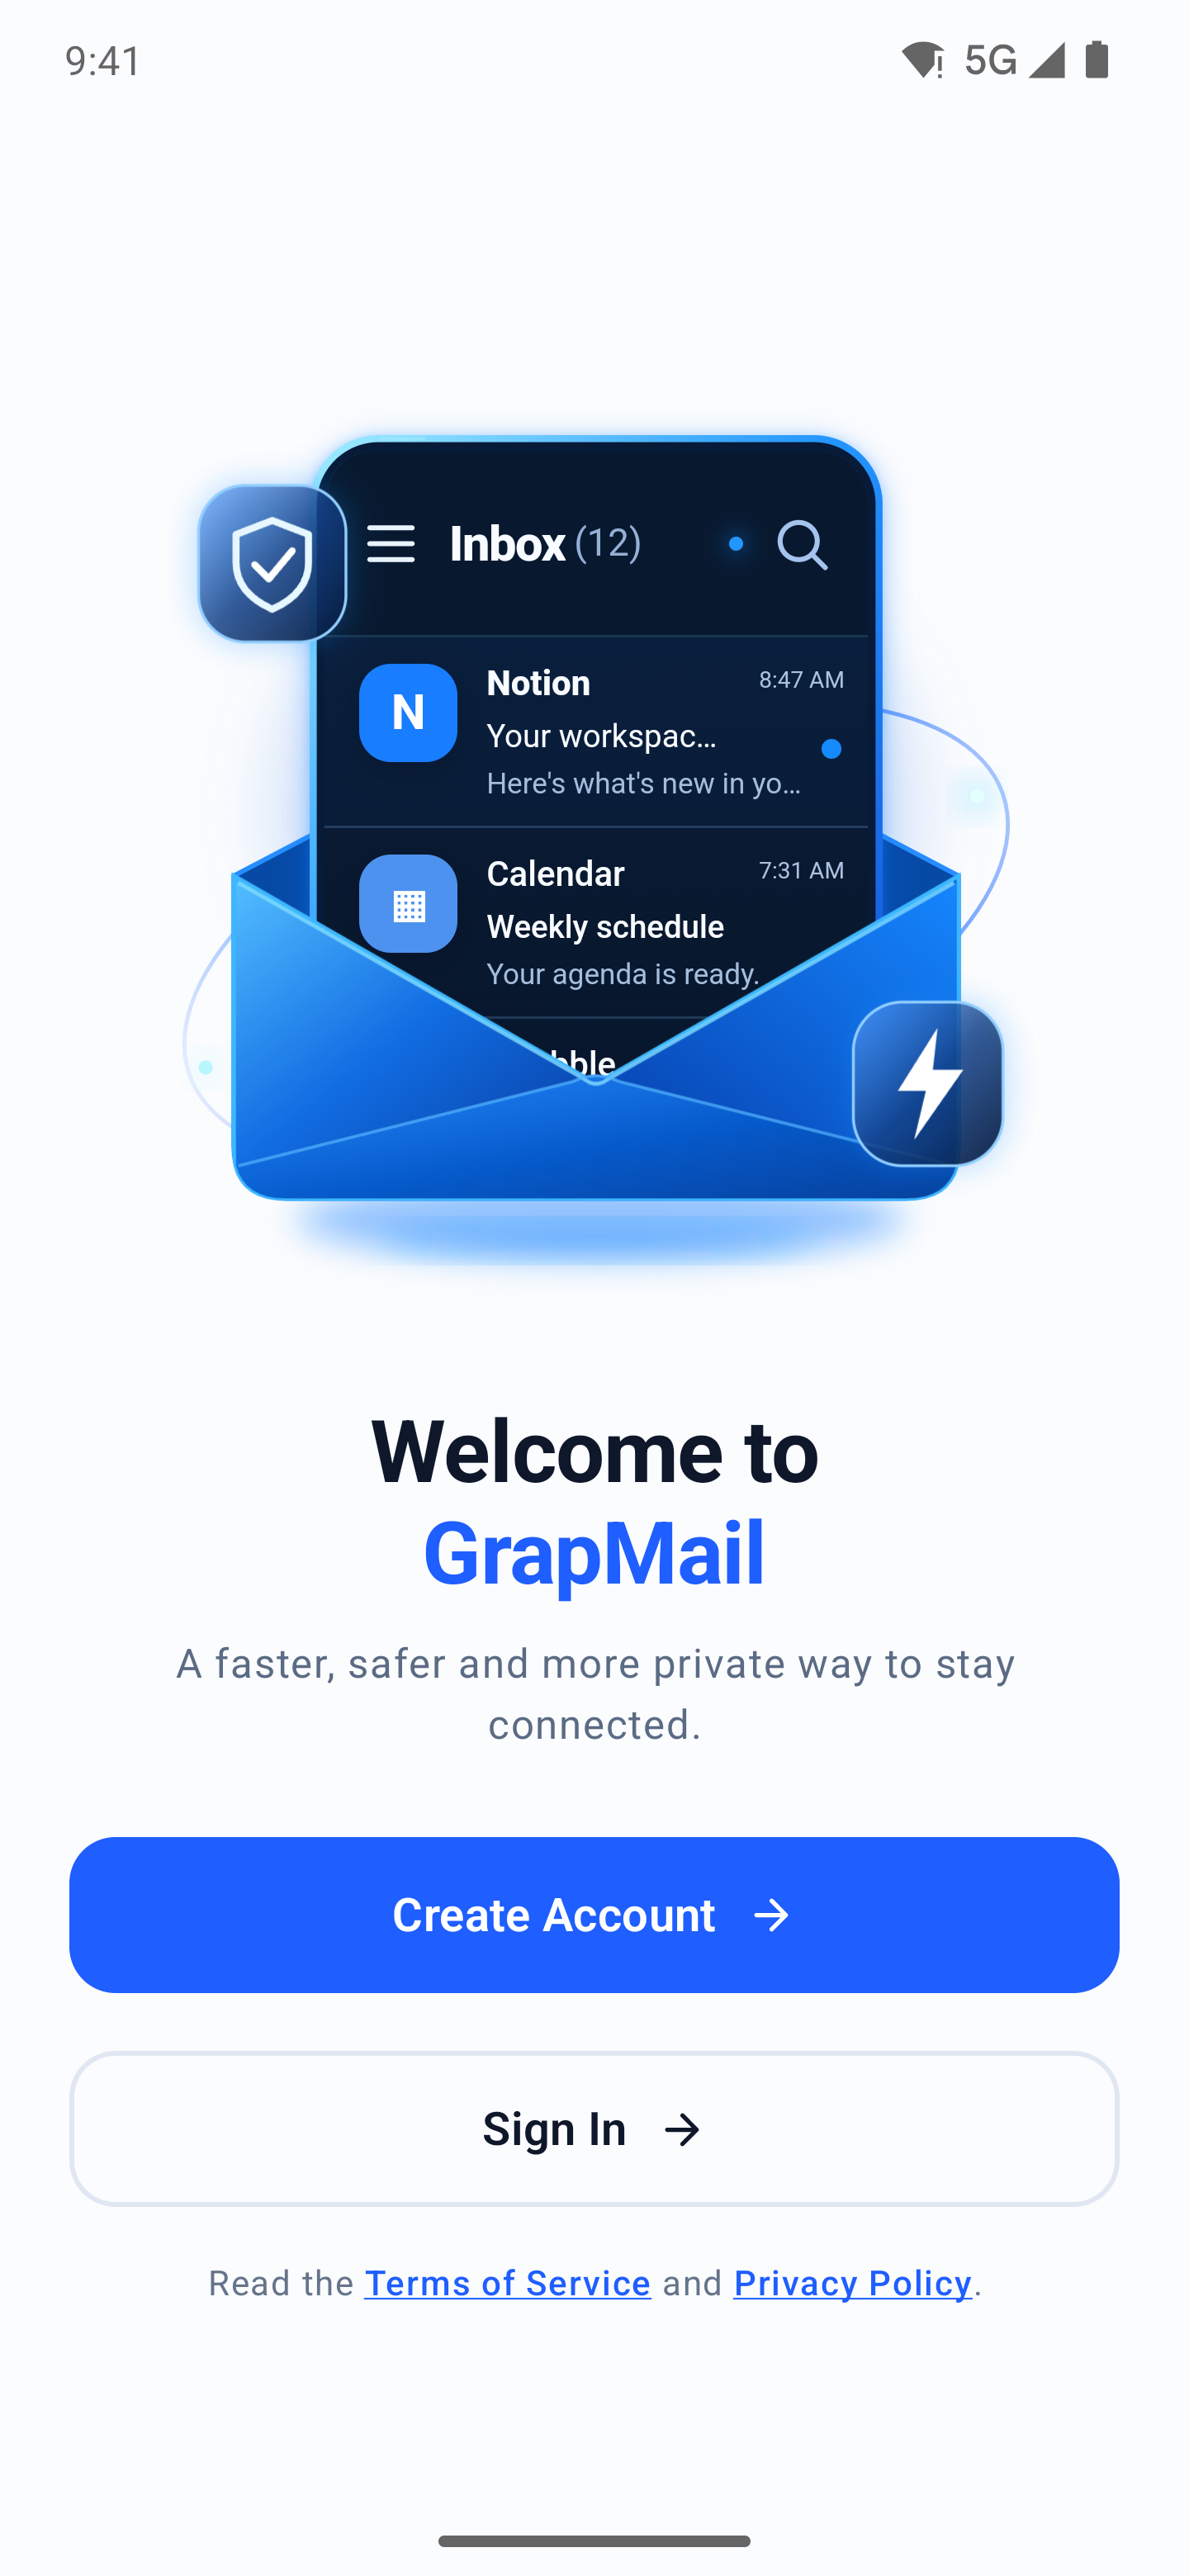 9:41
5G
Inbox (12)
N
Notion
8:47 AM
Your workspac...
Here's what's new in yo...
Calendar
7:31 AM
Weekly schedule
Your agenda is ready.
Welcome to
GrapMail
A faster, safer and more private way to stay
connected.
Create Account →
Sign In →
Read the Terms of Service and Privacy Policy.